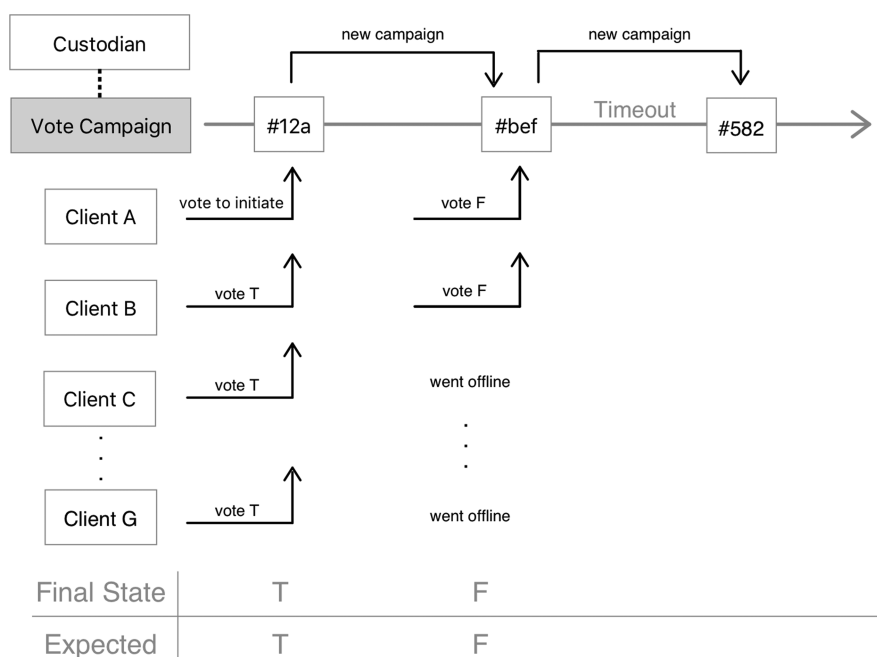 new campaign
new campaign
Custodian
Vote Campaign
#12a
#bef
Timeout
#582
Client A
vote to initiate
vote F
Client B
vote T
vote F
Client C
vote T
went offline
Client G
vote T
went offline
Final State T F
Expected T F